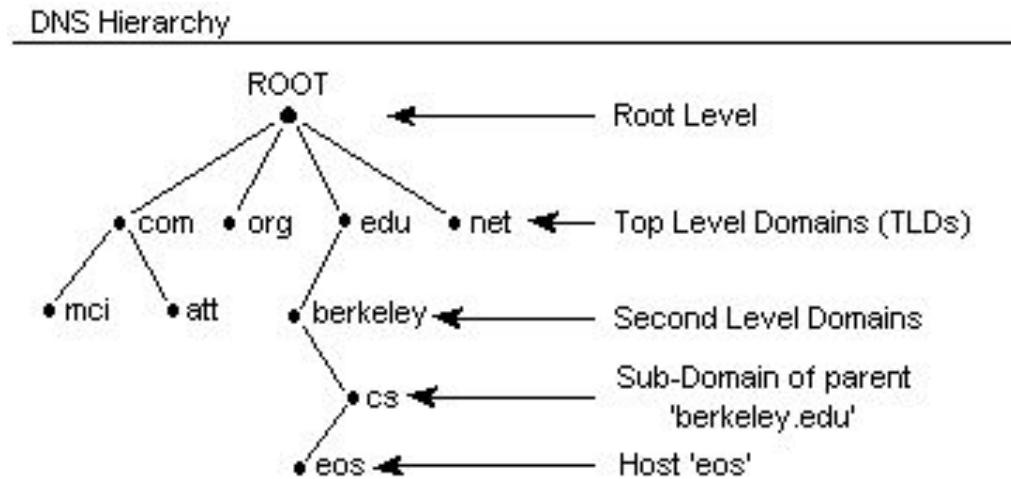 DNS Hierarchy
ROOT
Root Level
com org edu net Top Level Domains (TLDs)
mci att berkeley Second Level Domains
cs Sub-Domain of parent
'berkeley.edu'
eos Host 'eos'